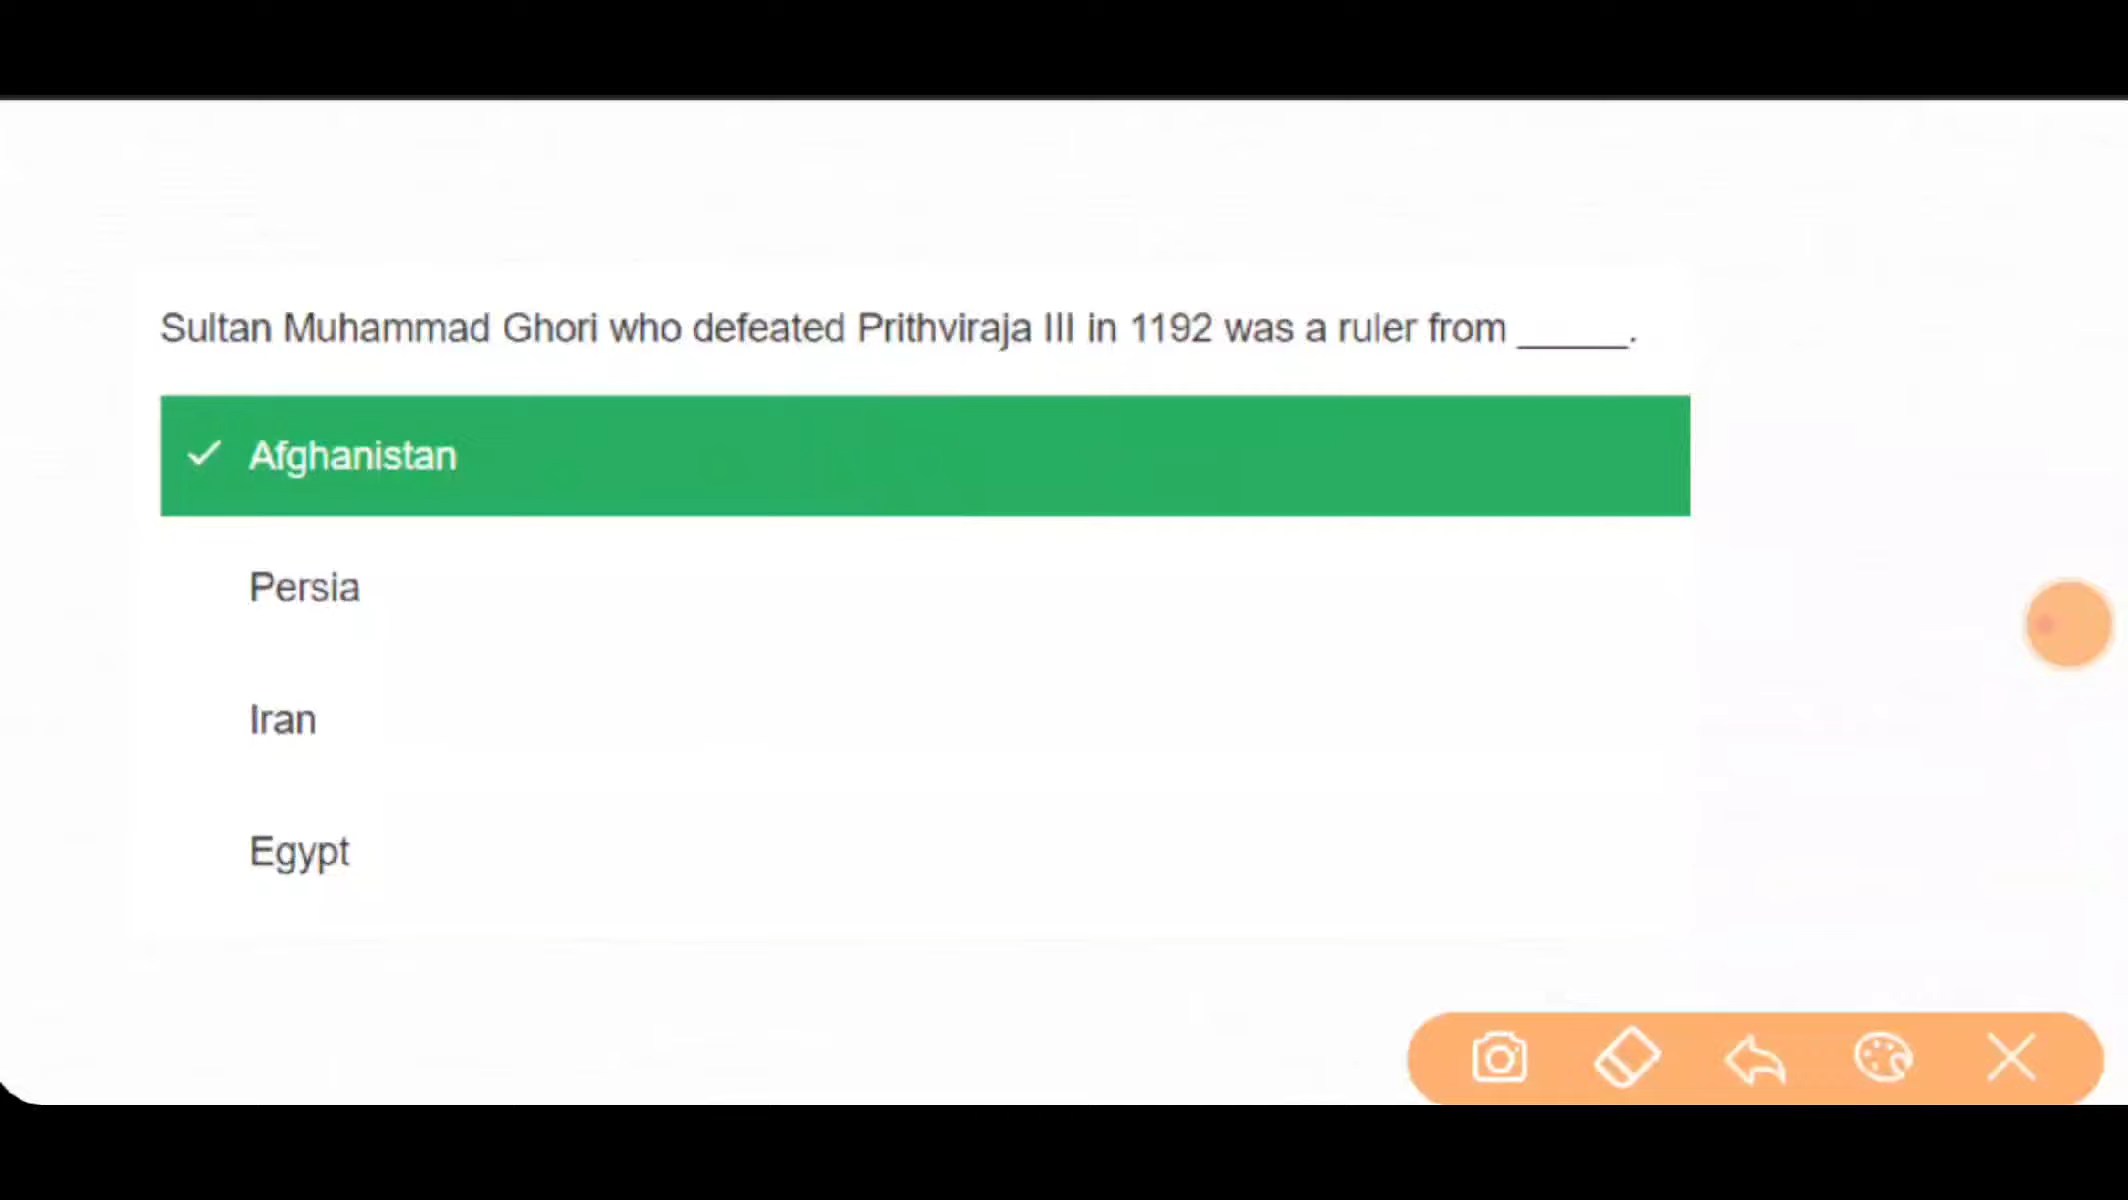 Sultan Muhammad Ghori who defeated Prithviraja III in 1192 was a ruler from _____.
Afghanistan
Persia
Iran
Egypt